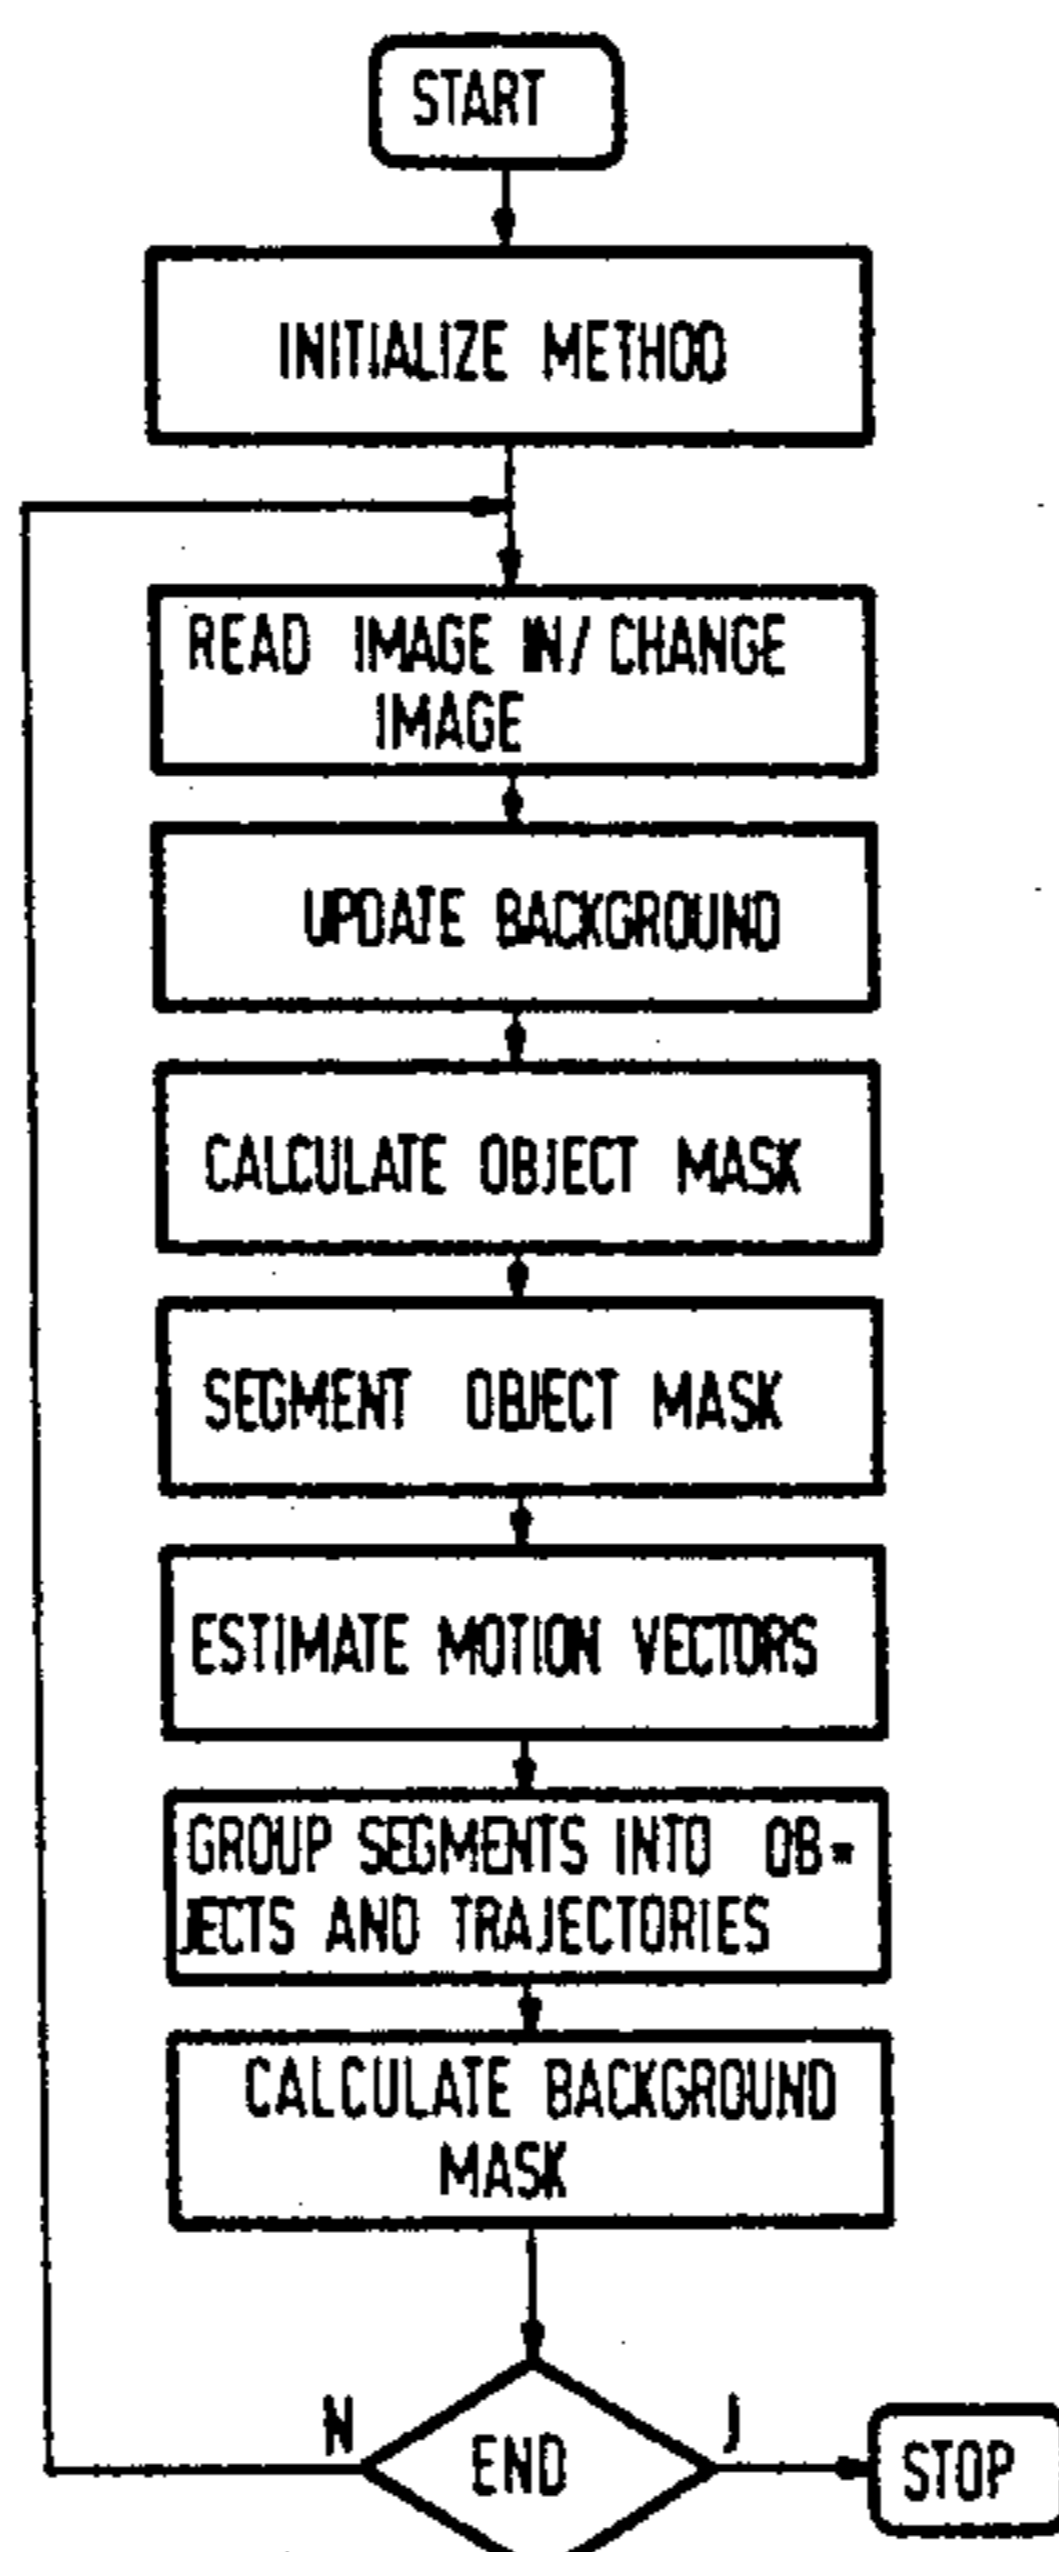 START
INITIALIZE METHOD
READ IMAGE IN/CHANGE
IMAGE
UPDATE BACKGROUND
CALCULATE OBJECT MASK
SEGMENT OBJECT MASK
ESTIMATE MOTION VECTORS
GROUP SEGMENTS INTO OB-
JECTS AND TRAJECTORIES
CALCULATE BACKGROUND
MASK
N
J
END
STOP